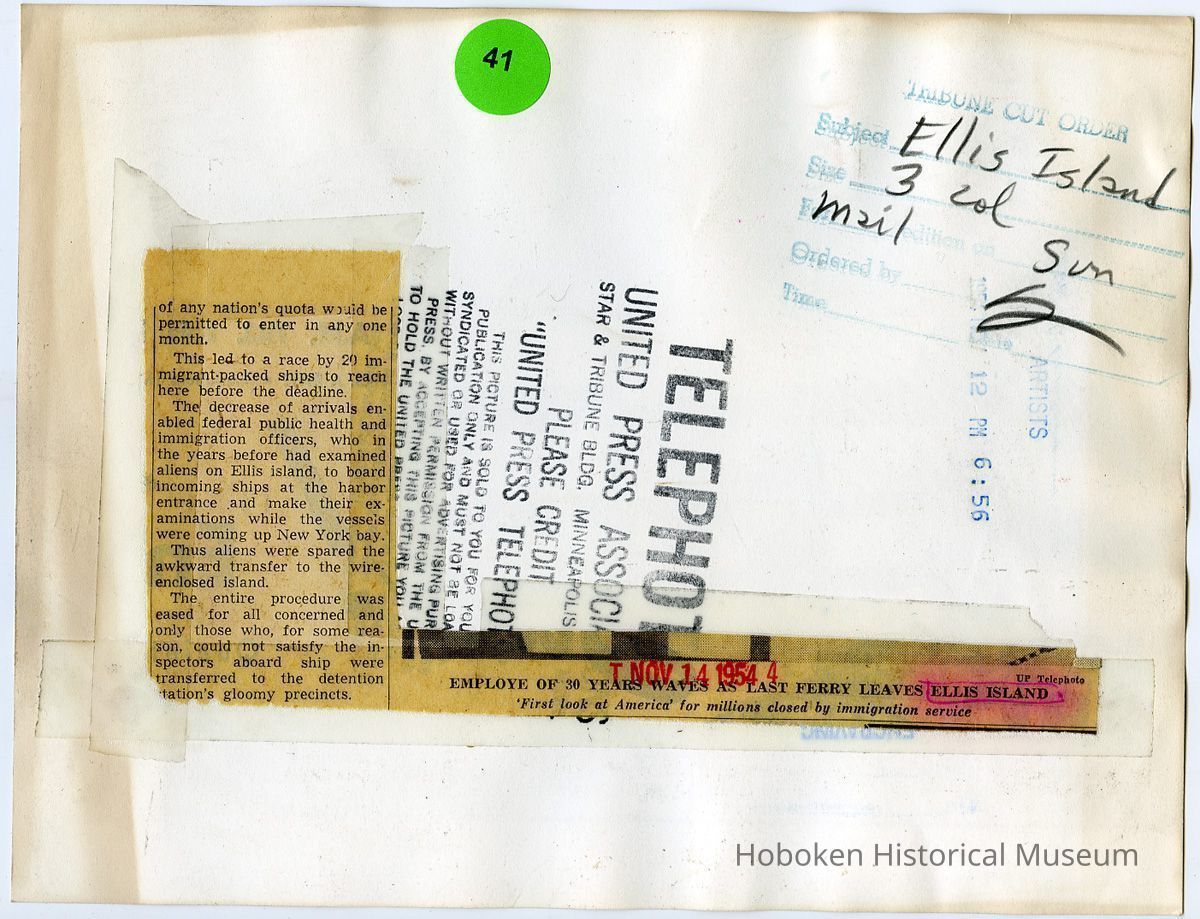 41
TRIBUNE CUT ORDER
Subject Ellis Island
Size 3 col
Mail edition on Sun
Ordered by
Time
ARTISTS
12 PM 6:56
TELEPHOT
UNITED PRESS ASSOCIA
STAR & TRIBUNE BLDG. MINNEAPOLIS
PLEASE CREDIT
"UNITED PRESS TELEPHOT
THIS PICTURE IS SOLD TO YOU FOR YOU
PUBLICATION ONLY AND MUST NOT BE LOA
SYNDICATED OR USED FOR ADVERTISING PUR
WITHOUT WRITTEN PERMISSION FROM THE U
PRESS. BY ACCEPTING THIS PICTURE YOU
TO HOLD THE UNITED PRESS
of any nation's quota would be
permitted to enter in any one
month.
This led to a race by 20 im-
migrant-packed ships to reach
here before the deadline.
The decrease of arrivals en-
abled federal public health and
immigration officers, who in
the years before had examined
aliens on Ellis island, to board
incoming ships at the harbor
entrance and make their ex-
aminations while the vessels
were coming up New York bay.
Thus aliens were spared the
awkward transfer to the wire-
enclosed island.
The entire procedure was
eased for all concerned and
only those who, for some rea-
son, could not satisfy the in-
spectors aboard ship were
transferred to the detention
station's gloomy precincts.
T NOV 14 1954 4
UP Telephoto
EMPLOYE OF 30 YEARS WAVES AS LAST FERRY LEAVES ELLIS ISLAND
'First look at America' for millions closed by immigration service
ENGRAVING
Hoboken Historical Museum